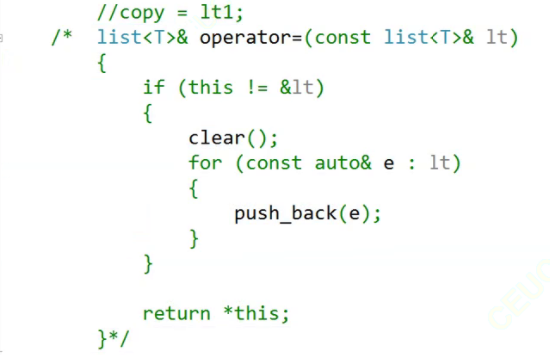 //copy = lt1;
/*  list<T>& operator=(const list<T>& lt)
{
    if (this != &lt)
    {
        clear();
        for (const auto& e : lt)
        {
            push_back(e);
        }
    }

    return *this;
}*/